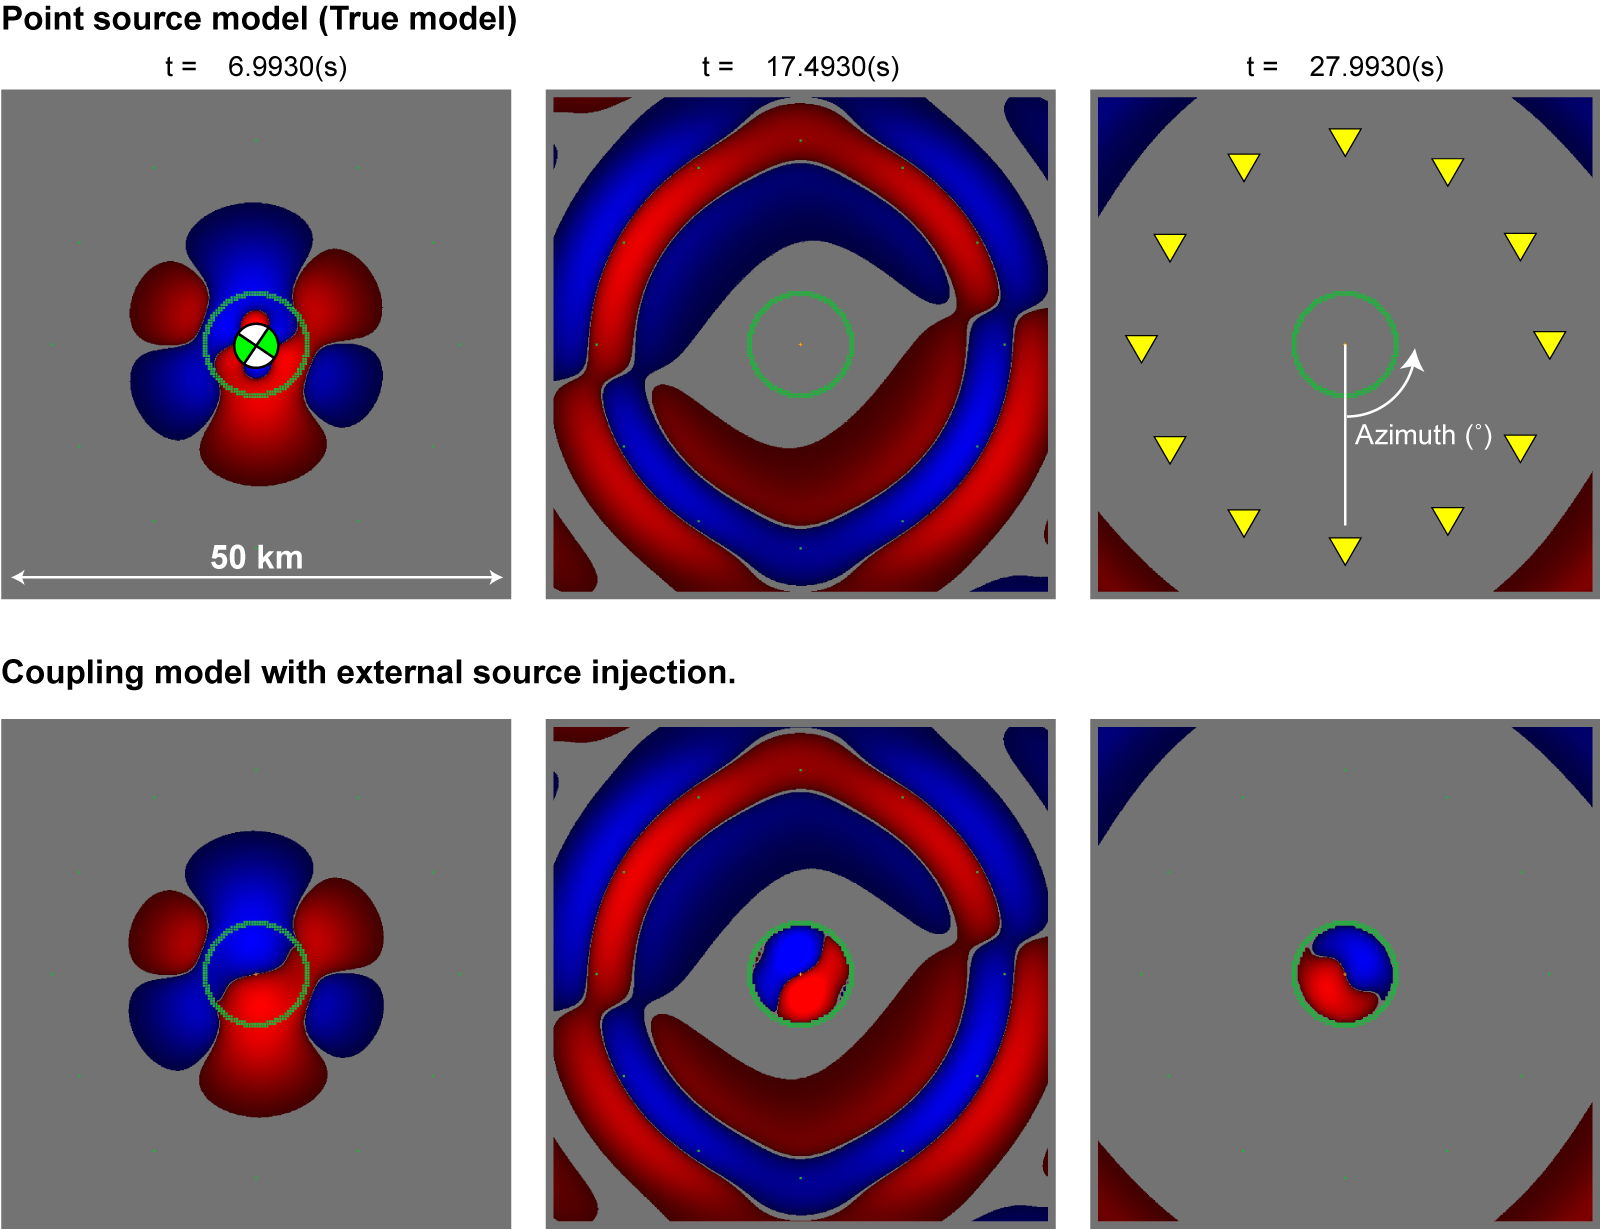 Point source model (True model)
t = 6.9930(s)
t = 17.4930(s)
t = 27.9930(s)
Azimuth (˚)
50 km
Coupling model with external source injection.